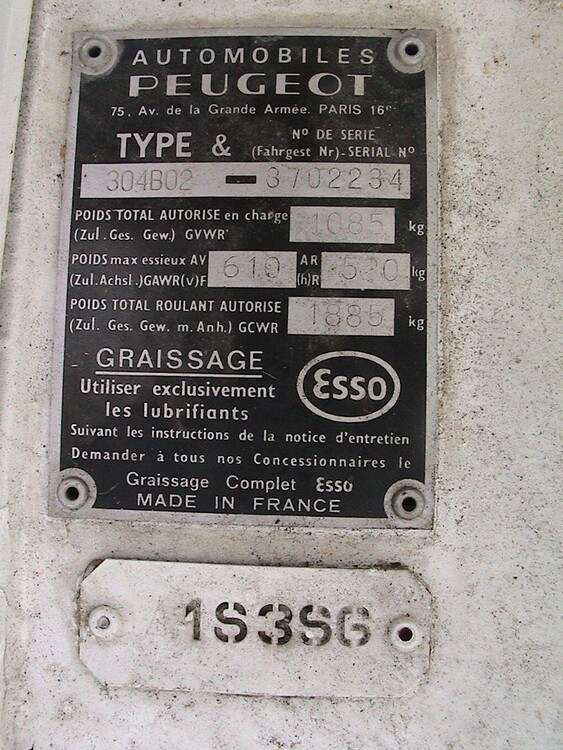 AUTOMOBILES
PEUGEOT
75, Av. de la Grande Armée. PARIS 16e
TYPE & Nº DE SERIE
(Fahrgest Nr)-SERIAL Nº
304B02 - 3702234
POIDS TOTAL AUTORISE en charge
(Zul. Ges. Gew.) GVWR 1085 kg
POIDS max essieux AV AR
(Zul.Achsl.)GAWR(v)F 610 (h)R 520 kg
POIDS TOTAL ROULANT AUTORISE
(Zul. Ges. Gew. m. Anh.) GCWR 1885 kg
GRAISSAGE
Utiliser exclusivement
les lubrifiants
Esso
Suivant les instructions de la notice d'entretien
Demander à tous nos Concessionnaires le
Graissage Complet Esso
MADE IN FRANCE
1S3S6